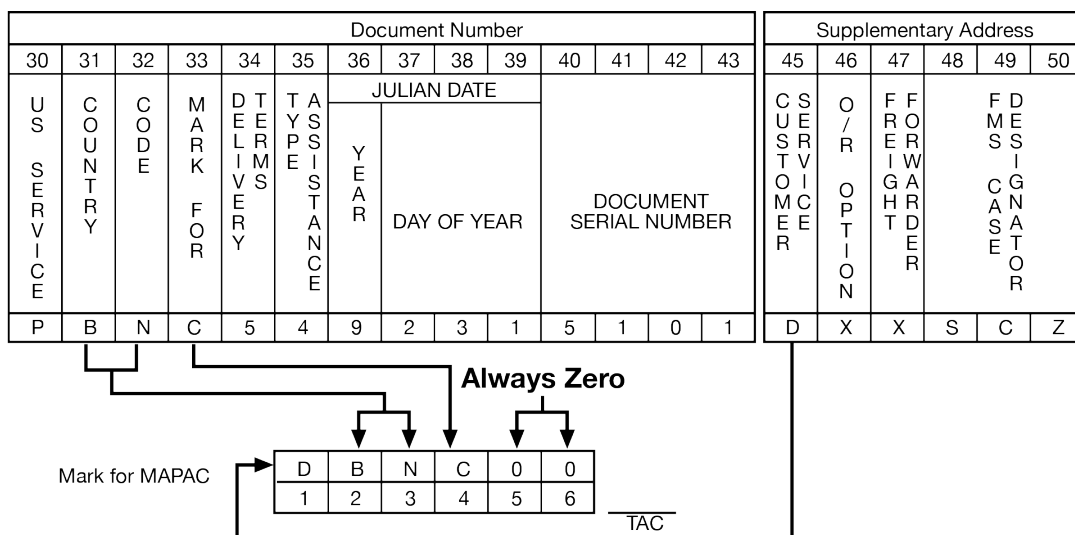 Document Number
Supplementary Address
30 31 32 33 34 35 36 37 38 39 40 41 42 43
45 46 47 48 49 50
US SERVICE
COUNTRY
CODE
MARK FOR
DELIVERY
TERMS
TYPE
ASSISTANCE
JULIAN DATE
YEAR
DAY OF YEAR
DOCUMENT
SERIAL NUMBER
CUSTOMER
SERVICE
O/R OPTION
FREIGHT
FORWARDER
FMS CASE
DESIGNATOR
P B N C 5 4 9 2 3 1 5 1 0 1
D X X S C Z
Always Zero
Mark for MAPAC
D B N C 0 0
1 2 3 4 5 6
TAC